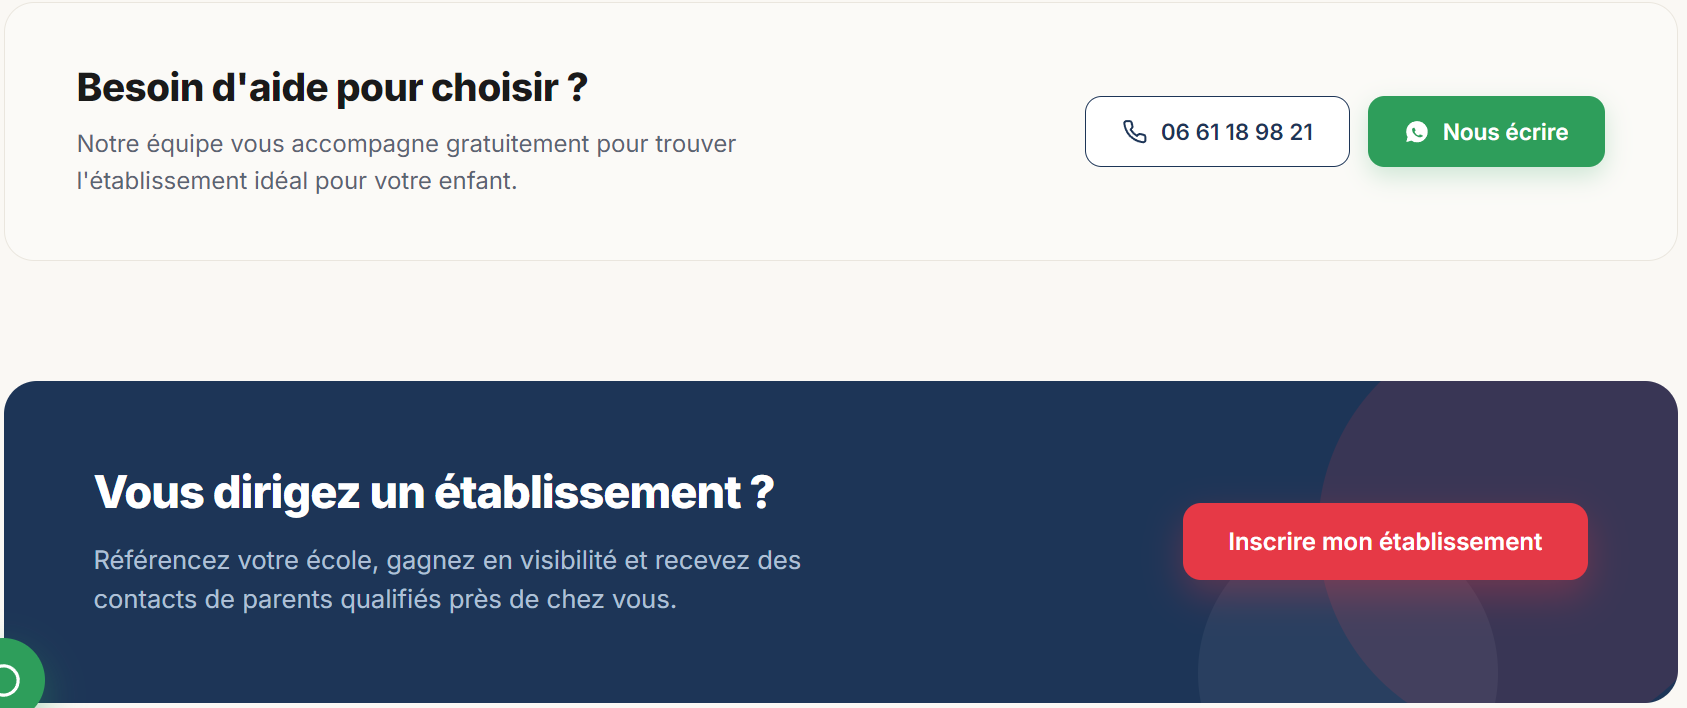 Besoin d'aide pour choisir ?
Notre équipe vous accompagne gratuitement pour trouver
l'établissement idéal pour votre enfant.
06 61 18 98 21
Nous écrire
Vous dirigez un établissement ?
Référencez votre école, gagnez en visibilité et recevez des
contacts de parents qualifiés près de chez vous.
Inscrire mon établissement